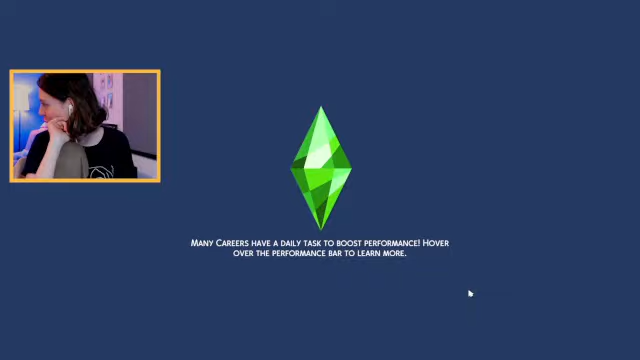 Many Careers have a daily task to boost performance! Hover
over the performance bar to learn more.